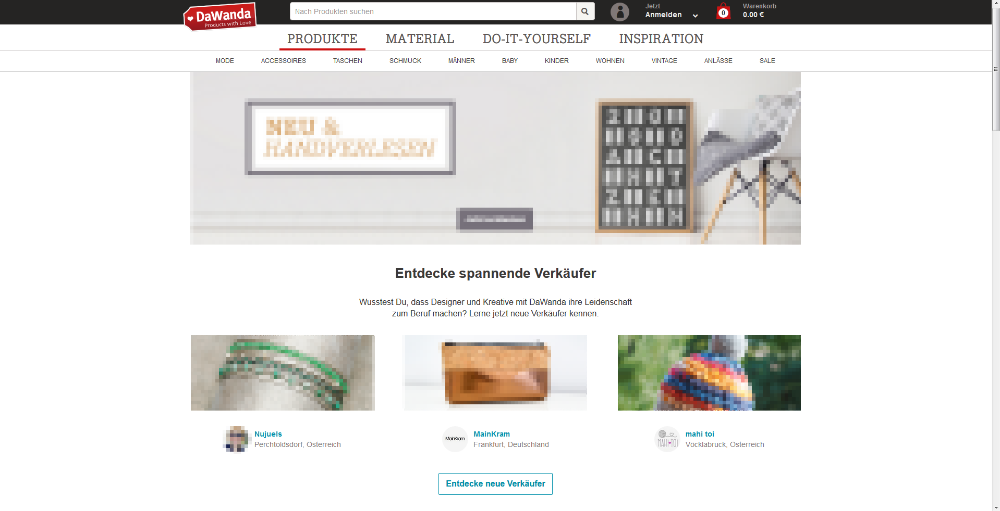 DaWanda
Products with Love
Nach Produkten suchen
Jetzt
Anmelden
0
Warenkorb
0.00 €
PRODUKTE MATERIAL DO-IT-YOURSELF INSPIRATION
MODE ACCESSOIRES TASCHEN SCHMUCK MÄNNER BABY KINDER WOHNEN VINTAGE ANLÄSSE SALE
NEU &
HANDVERLESEN
Entdecke spannende Verkäufer
Wusstest Du, dass Designer und Kreative mit DaWanda ihre Leidenschaft
zum Beruf machen? Lerne jetzt neue Verkäufer kennen.
Nujuels
Perchtoldsdorf, Österreich
MainKram
MainKram
Frankfurt, Deutschland
MAHI TOI
mahi toi
Vöcklabruck, Österreich
Entdecke neue Verkäufer